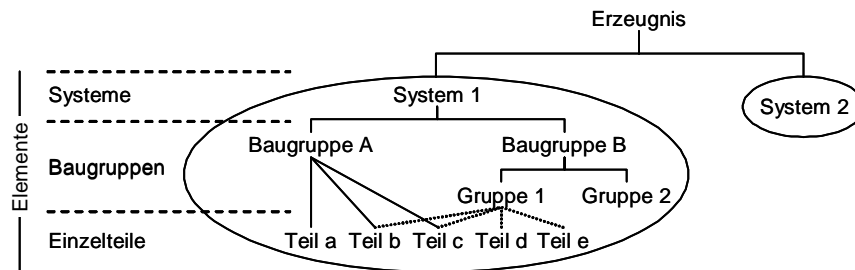 Erzeugnis
Systeme
System 1
System 2
Elemente
Baugruppen
Baugruppe A
Baugruppe B
Gruppe 1
Gruppe 2
Einzelteile
Teil a
Teil b
Teil c
Teil d
Teil e